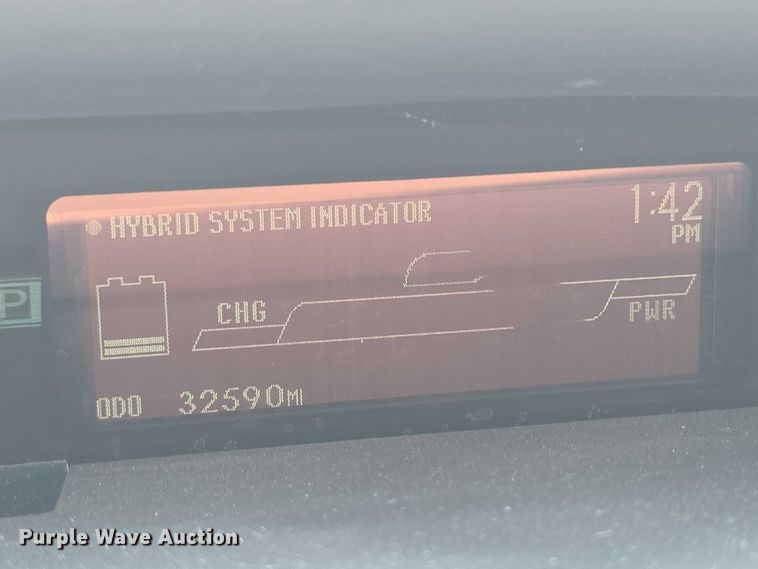 HYBRID SYSTEM INDICATOR
1:42
PM
P
CHG
PWR
ODO 32590MI
Purple Wave Auction